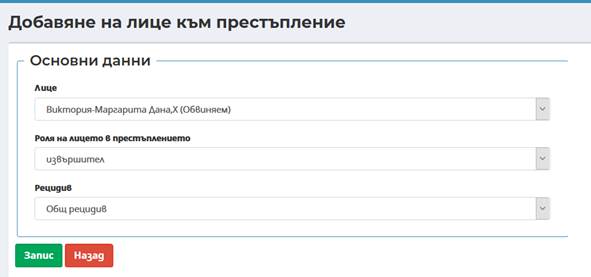 Добавяне на лице към престъпление
Основни данни
Лице
Виктория-Маргарита Дана,Х (Обвиняем)
Роля на лицето в престъплението
извършител
Рецидив
Общ рецидив
Запис Назад